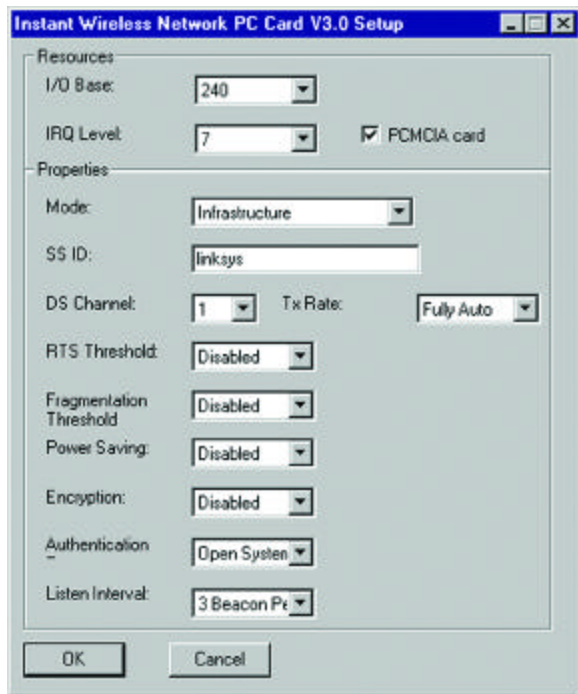 Instant Wireless Network PC Card V3.0 Setup
Resources
I/O Base: 240
IRQ Level: 7 PCMCIA card
Properties
Mode: Infrastructure
SS ID: linksys
DS Channel: 1 Tx Rate: Fully Auto
RTS Threshold: Disabled
Fragmentation
Threshold Disabled
Power Saving: Disabled
Encryption: Disabled
Authentication Open System
Listen Interval: 3 Beacon Pe
OK Cancel